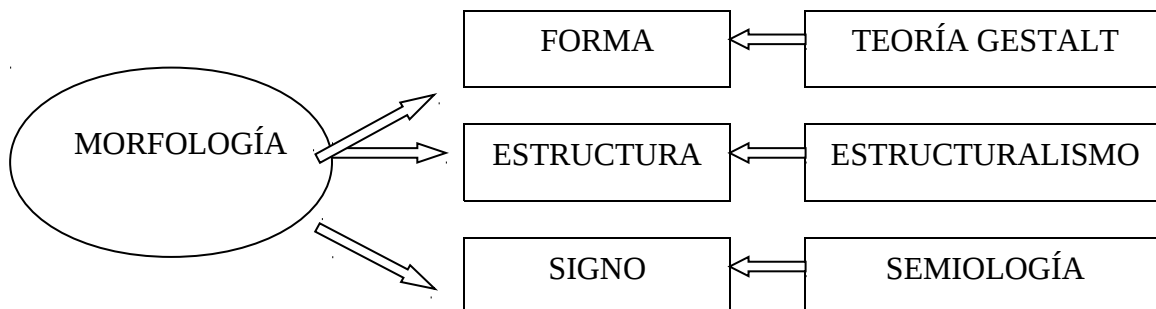 FORMA
TEORÍA GESTALT
MORFOLOGÍA
ESTRUCTURA
ESTRUCTURALISMO
SIGNO
SEMIOLOGÍA